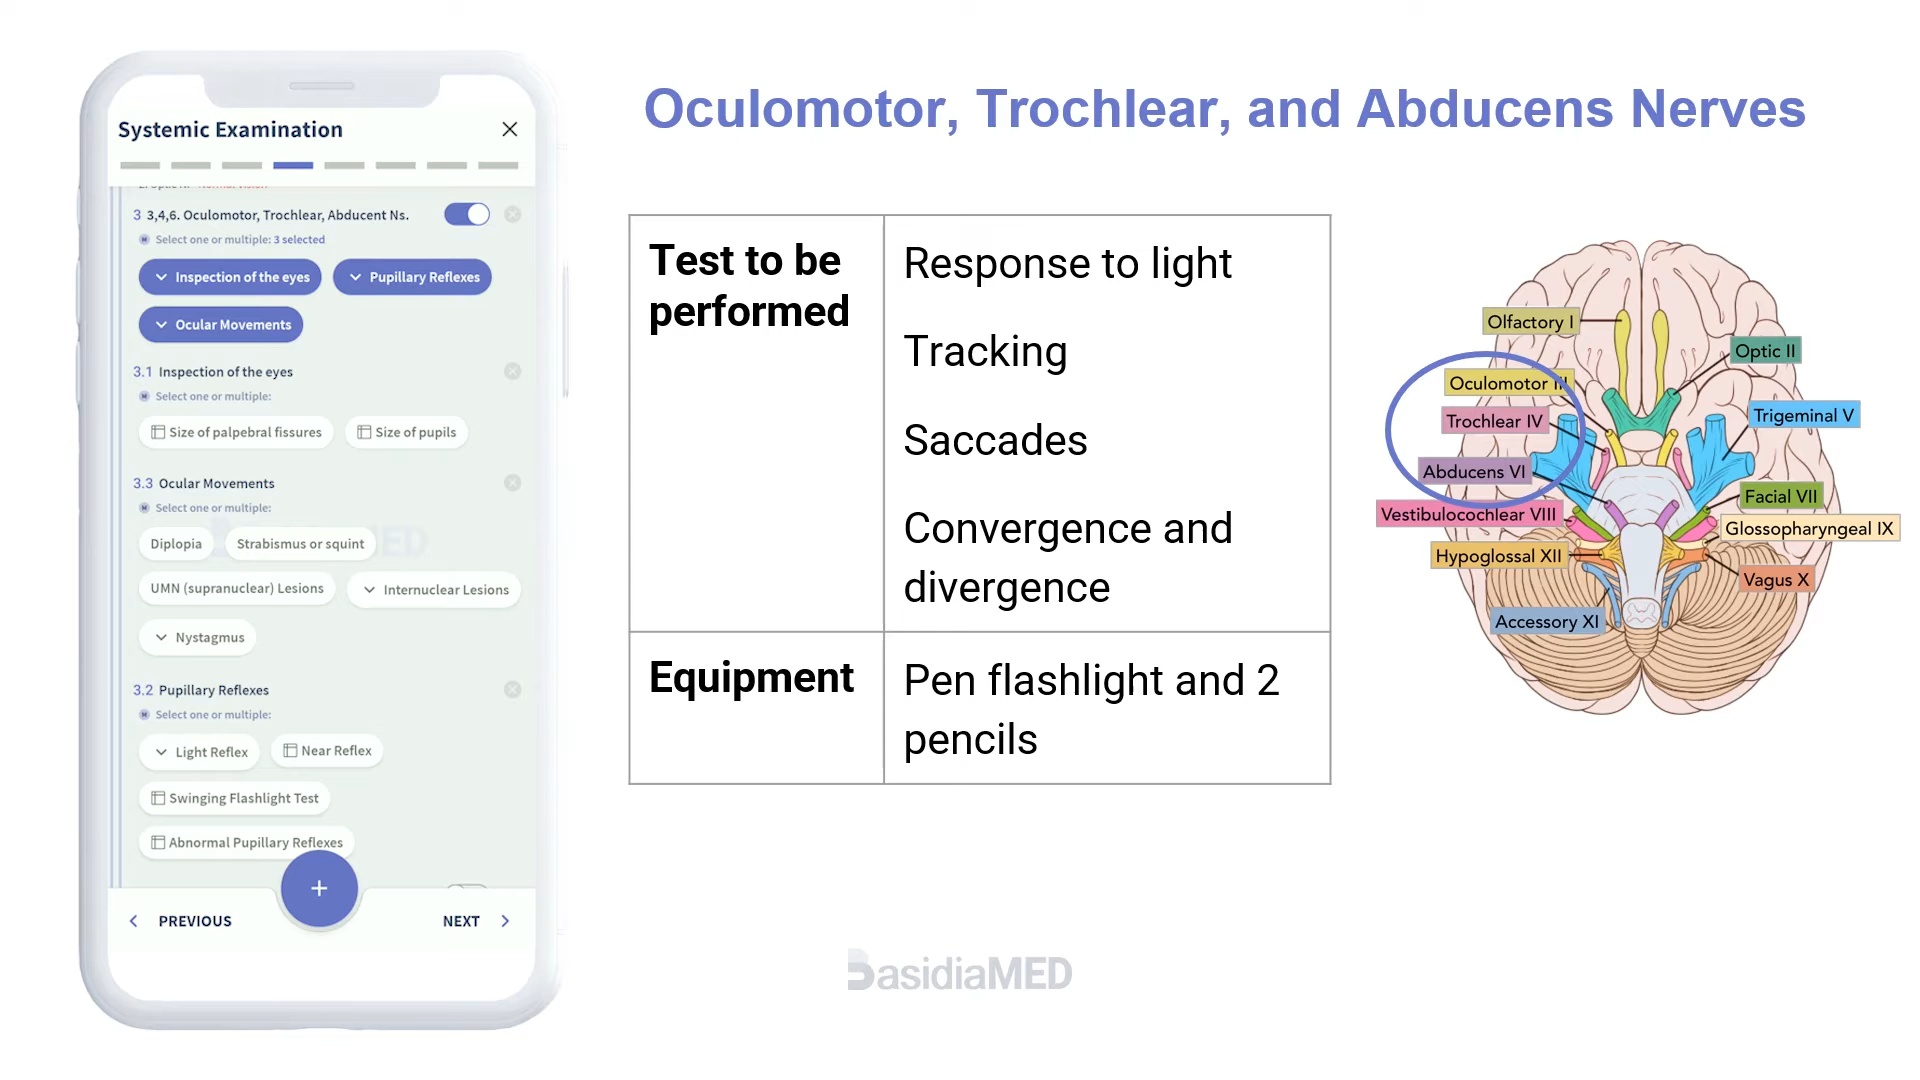 Oculomotor, Trochlear, and Abducens Nerves
Systemic Examination
3 3,4,6. Oculomotor, Trochlear, Abducent Ns.
Select one or multiple: 3 selected
Inspection of the eyes
Pupillary Reflexes
Ocular Movements
3.1 Inspection of the eyes
Select one or multiple:
Size of palpebral fissures
Size of pupils
3.3 Ocular Movements
Select one or multiple:
Diplopia
Strabismus or squint
UMN (supranuclear) Lesions
Internuclear Lesions
Nystagmus
3.2 Pupillary Reflexes
Select one or multiple:
Light Reflex
Near Reflex
Swinging Flashlight Test
Abnormal Pupillary Reflexes
+
PREVIOUS
NEXT
Test to be
performed
Response to light
Tracking
Saccades
Convergence and
divergence
Equipment
Pen flashlight and 2
pencils
Olfactory I
Optic II
Oculomotor III
Trochlear IV
Trigeminal V
Abducens VI
Facial VII
Vestibulocochlear VIII
Glossopharyngeal IX
Hypoglossal XII
Vagus X
Accessory XI
BasidiaMED